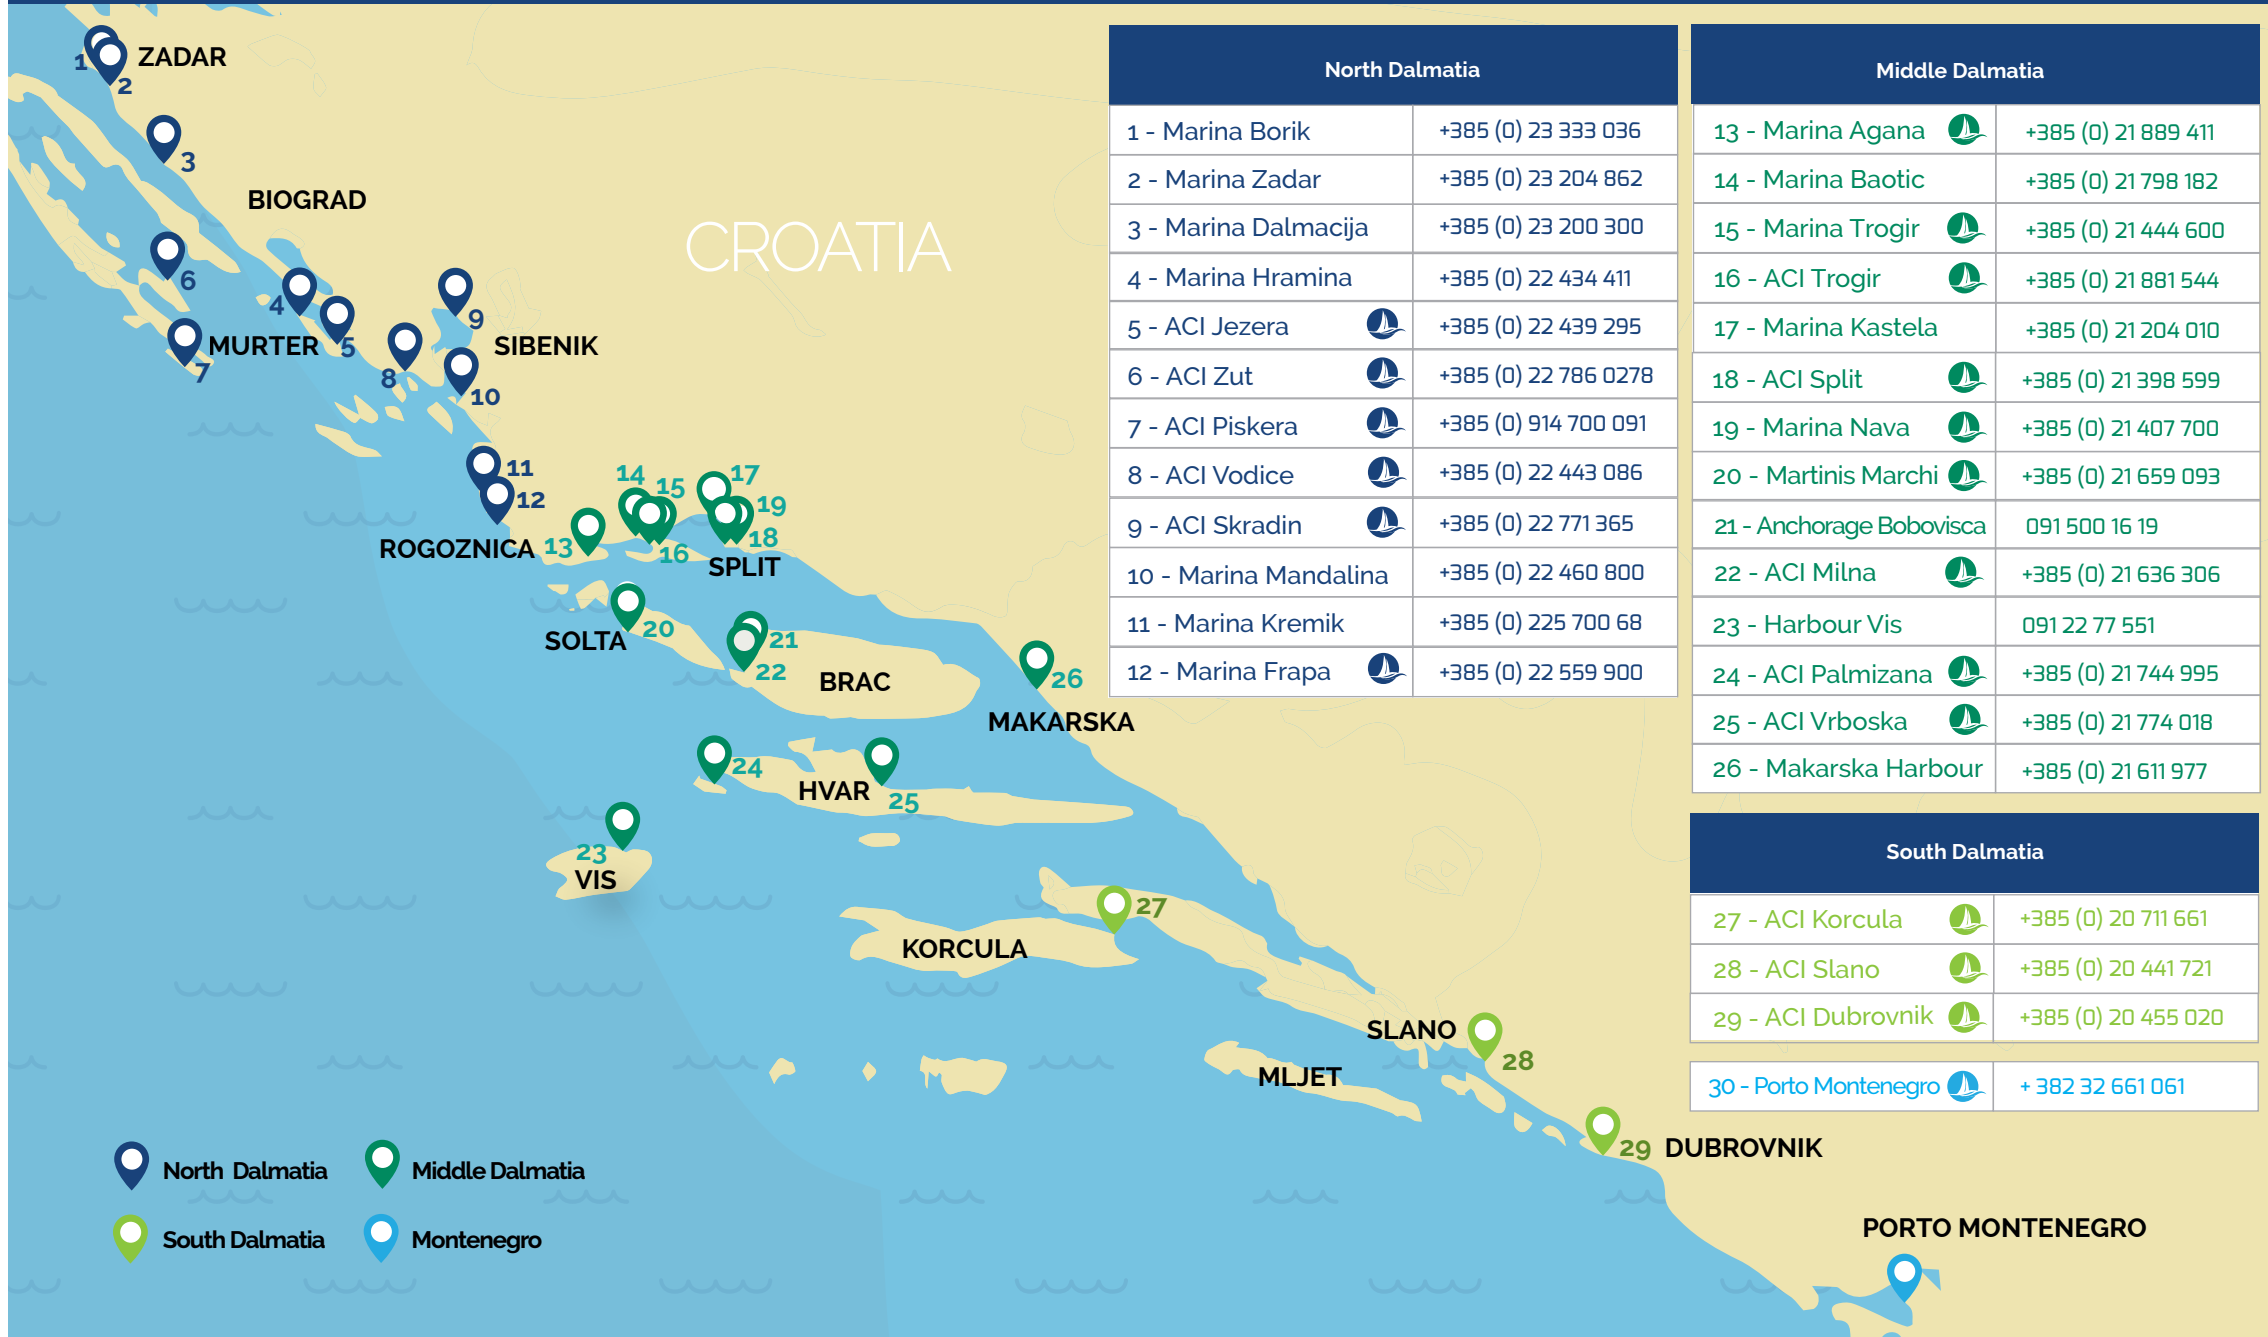 1
ZADAR
2
3
BIOGRAD
CROATIA
6
4
9
MURTER
5
SIBENIK
7
8
10
11
12
14
15
17
19
ROGOZNICA
13
16
18
SPLIT
SOLTA
20
21
22
BRAC
26
MAKARSKA
24
HVAR
25
23
VIS
27
KORCULA
SLANO
28
MLJET
29
DUBROVNIK
PORTO MONTENEGRO
North Dalmatia
Middle Dalmatia
South Dalmatia
Montenegro
North Dalmatia
1 - Marina Borik +385 (0) 23 333 036
2 - Marina Zadar +385 (0) 23 204 862
3 - Marina Dalmacija +385 (0) 23 200 300
4 - Marina Hramina +385 (0) 22 434 411
5 - ACI Jezera +385 (0) 22 439 295
6 - ACI Zut +385 (0) 22 786 0278
7 - ACI Piskera +385 (0) 914 700 091
8 - ACI Vodice +385 (0) 22 443 086
9 - ACI Skradin +385 (0) 22 771 365
10 - Marina Mandalina +385 (0) 22 460 800
11 - Marina Kremik +385 (0) 225 700 68
12 - Marina Frapa +385 (0) 22 559 900
Middle Dalmatia
13 - Marina Agana +385 (0) 21 889 411
14 - Marina Baotic +385 (0) 21 798 182
15 - Marina Trogir +385 (0) 21 444 600
16 - ACI Trogir +385 (0) 21 881 544
17 - Marina Kastela +385 (0) 21 204 010
18 - ACI Split +385 (0) 21 398 599
19 - Marina Nava +385 (0) 21 407 700
20 - Martinis Marchi +385 (0) 21 659 093
21 - Anchorage Bobovisca 091 500 16 19
22 - ACI Milna +385 (0) 21 636 306
23 - Harbour Vis 091 22 77 551
24 - ACI Palmizana +385 (0) 21 744 995
25 - ACI Vrboska +385 (0) 21 774 018
26 - Makarska Harbour +385 (0) 21 611 977
South Dalmatia
27 - ACI Korcula +385 (0) 20 711 661
28 - ACI Slano +385 (0) 20 441 721
29 - ACI Dubrovnik +385 (0) 20 455 020
30 - Porto Montenegro + 382 32 661 061